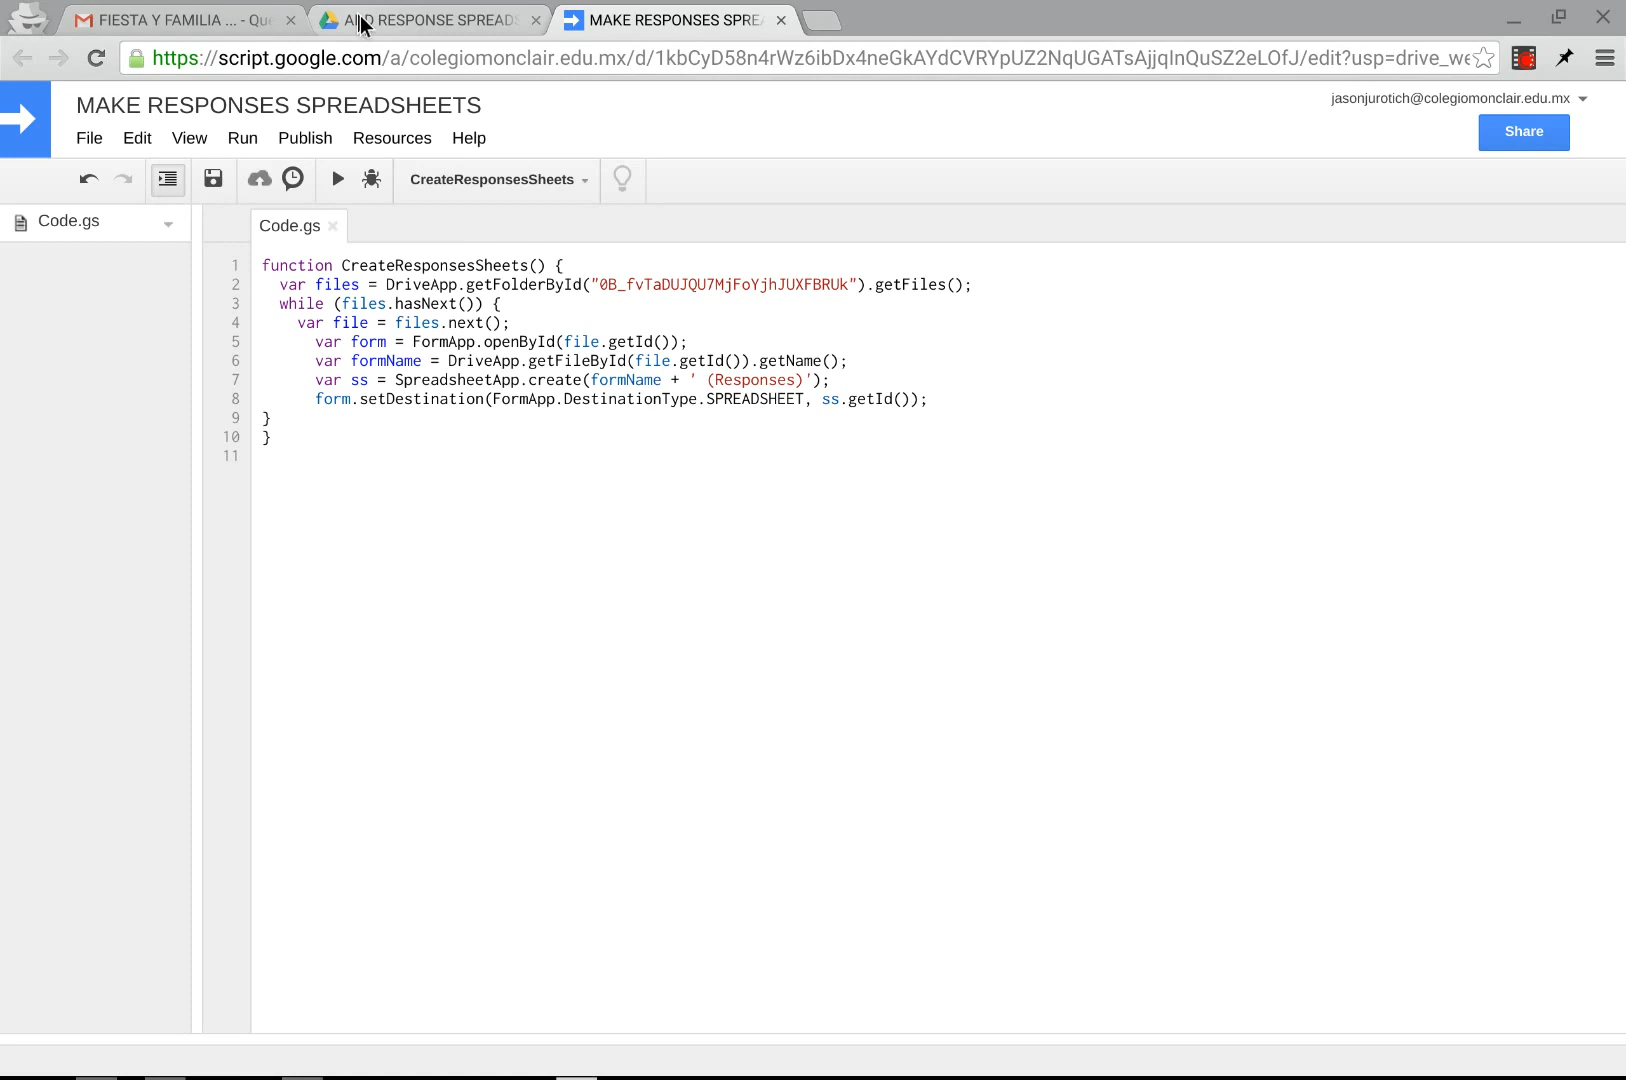 FIESTA Y FAMILIA ... - Que
RESPONSE SPREADS
MAKE RESPONSES SPRE
https://script.google.com/a/colegiomonclair.edu.mx/d/1kbCyD58n4rWz6ibDx4neGkAYdCVRYpUZ2NqUGATsAjjqInQuSZ2eLOfJ/edit?usp=drive_we
MAKE RESPONSES SPREADSHEETS
jasonjurotich@colegiomonclair.edu.mx
File Edit View Run Publish Resources Help
Share
CreateResponsesSheets
Code.gs
Code.gs
1 function CreateResponsesSheets() {
2 var files = DriveApp.getFolderById("0B_fvTaDUJQU7MjFoYjhJUXFBRUk").getFiles();
3 while (files.hasNext()) {
4 var file = files.next();
5 var form = FormApp.openById(file.getId());
6 var formName = DriveApp.getFileById(file.getId()).getName();
7 var ss = SpreadsheetApp.create(formName + ' (Responses)');
8 form.setDestination(FormApp.DestinationType.SPREADSHEET, ss.getId());
9 }
10 }
11